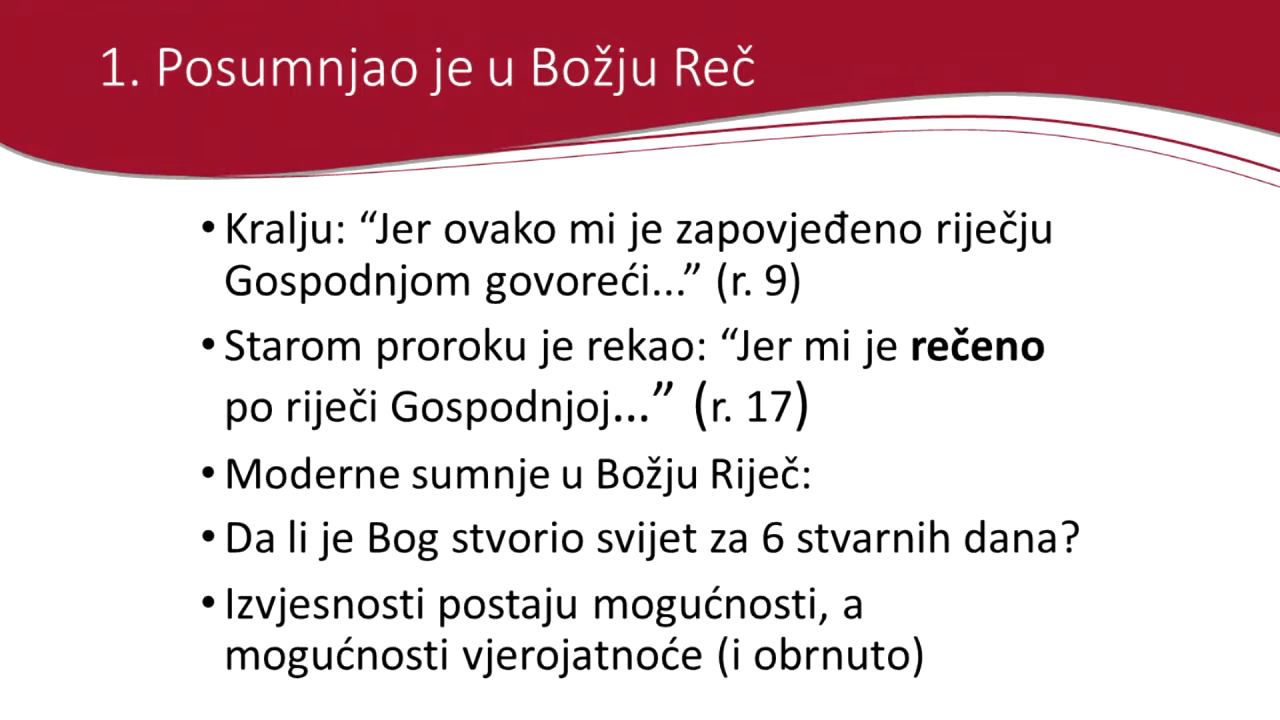 1. Posumnjao je u Božju Reč
• Kralju: “Jer ovako mi je zapovjeđeno riječju
Gospodnjom govoreći...” (r. 9)
• Starom proroku je rekao: “Jer mi je rečeno
po riječi Gospodnjoj...” (r. 17)
• Moderne sumnje u Božju Riječ:
• Da li je Bog stvorio svijet za 6 stvarnih dana?
• Izvjesnosti postaju mogućnosti, a
mogućnosti vjerojatnoće (i obrnuto)